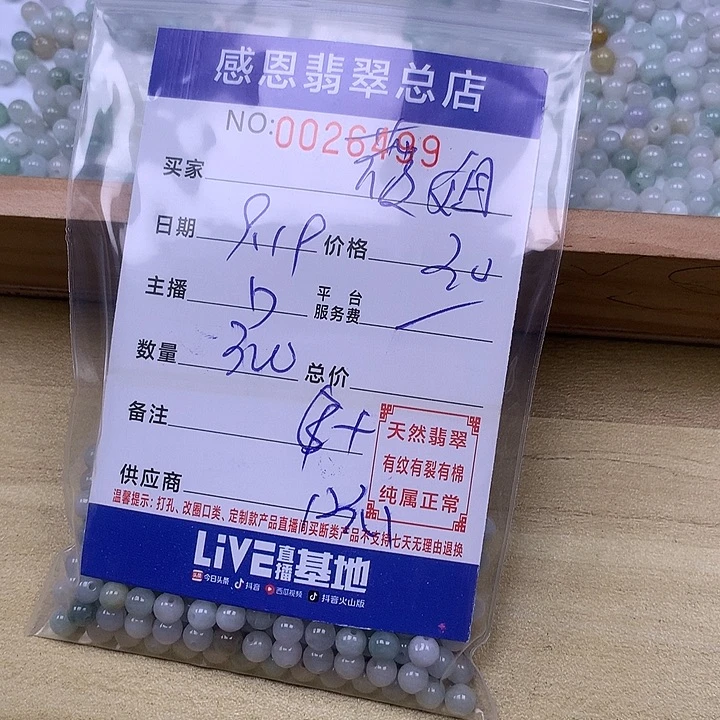 感恩翡翠总店
NO:0026499
买家 姐
日期 9.19 价格 20
主播 平台服务费 /
数量 300 总价
备注
天然翡翠
有纹有裂有棉
纯属正常
供应商
温馨提示:打孔、改圈口类、定制款产品直播间买断类产品不支持七天无理由退换
LiVE直播基地
今日头条 抖音 西瓜视频 抖音火山版